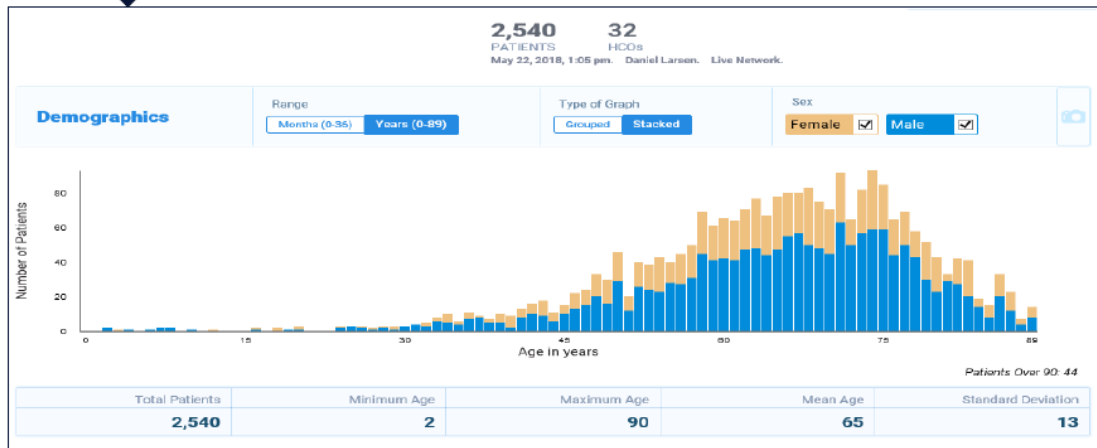 2,540 32
PATIENTS HCOs
May 22, 2018, 1:05 pm. Daniel Larsen. Live Network.
Demographics
Range
Months (0-36) Years (0-89)
Type of Graph
Grouped Stacked
Sex
Female Male
Number of Patients
80
60
40
20
0
0 15 30 45 60 75 89
Age in years
Patients Over 90: 44
Total Patients Minimum Age Maximum Age Mean Age Standard Deviation
2,540 2 90 65 13